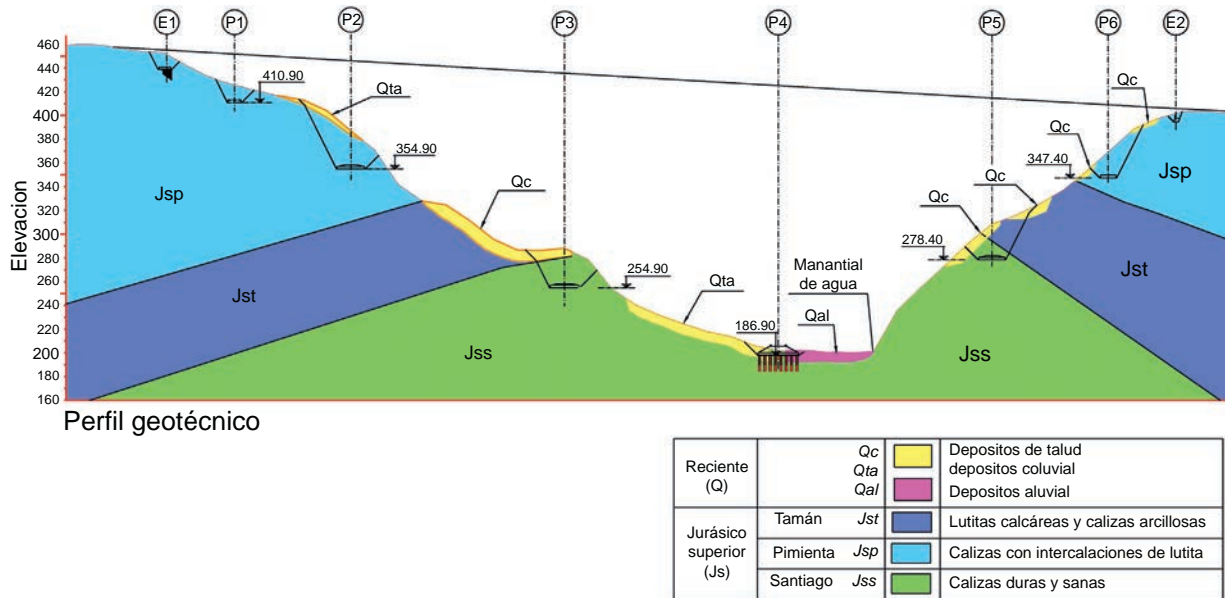 E1 P1 P2 P3 P4 P5 P6 E2
460
440
420
400
380
360
340
320
300
280
260
240
220
200
180
160
Elevacion
410.90
Qta
354.90
Qc
Jsp
Jst
Jss
254.90
Qta
186.90
Manantial
de agua
Qal
278.40
Qc
Qc
347.40
Qc
Qc
Jsp
Jst
Jss
Perfil geotécnico
Reciente
(Q)
Qc
Qta
Qal
Depositos de talud
depositos coluvial
Depositos aluvial
Jurásico
superior
(Js)
Tamán Jst Lutitas calcáreas y calizas arcillosas
Pimienta Jsp Calizas con intercalaciones de lutita
Santiago Jss Calizas duras y sanas